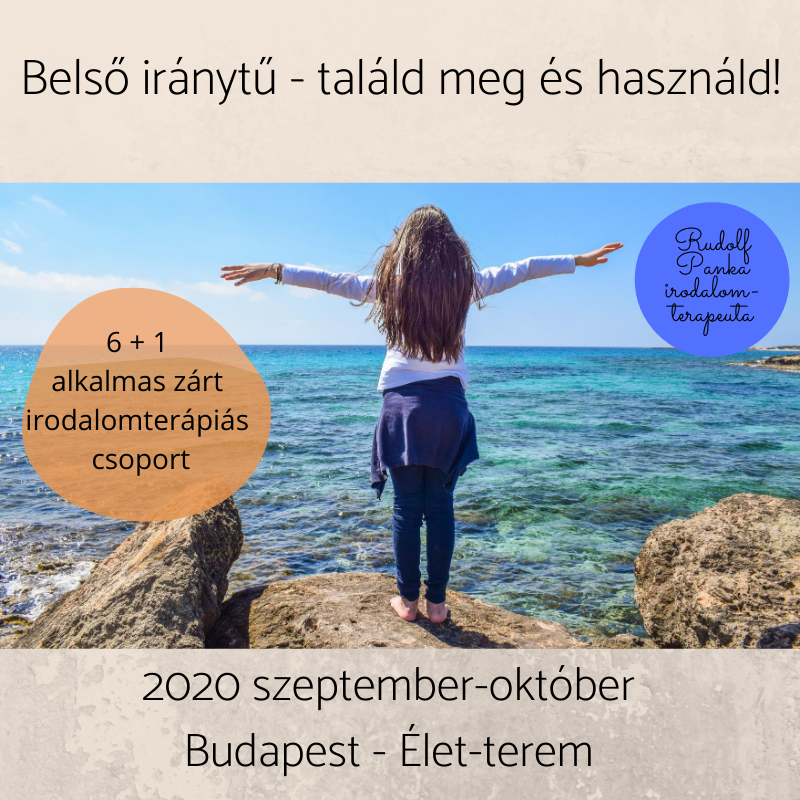 Belső iránytű - találd meg és használd!
Rudolf
Panka
irodalom-
terapeuta
6 + 1
alkalmas zárt
irodalomterápiás
csoport
2020 szeptember-október
Budapest - Élet-terem